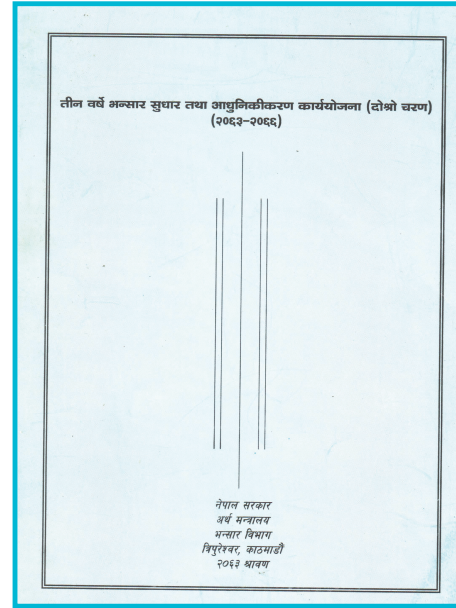 तीन वर्षे भन्सार सुधार तथा आधुनिकीकरण कार्ययोजना (दोश्रो चरण)
(२०६३-२०६६)
नेपाल सरकार
अर्थ मन्त्रालय
भन्सार विभाग
त्रिपुरेश्वर, काठमाडौं
२०६३ श्रावण